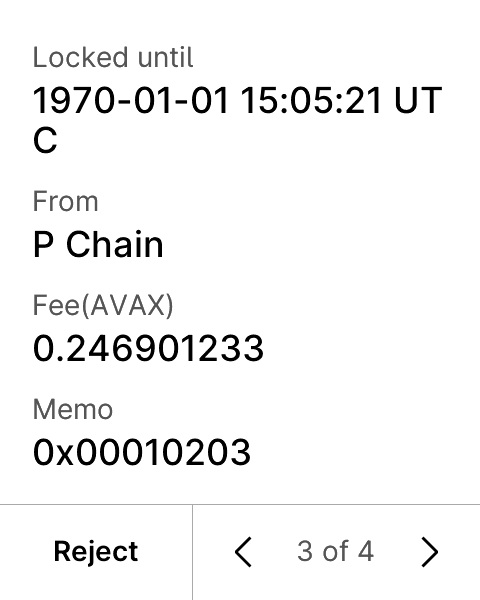 Locked until
1970-01-01 15:05:21 UT
C
From
P Chain
Fee(AVAX)
0.246901233
Memo
0x00010203
Reject
3 of 4